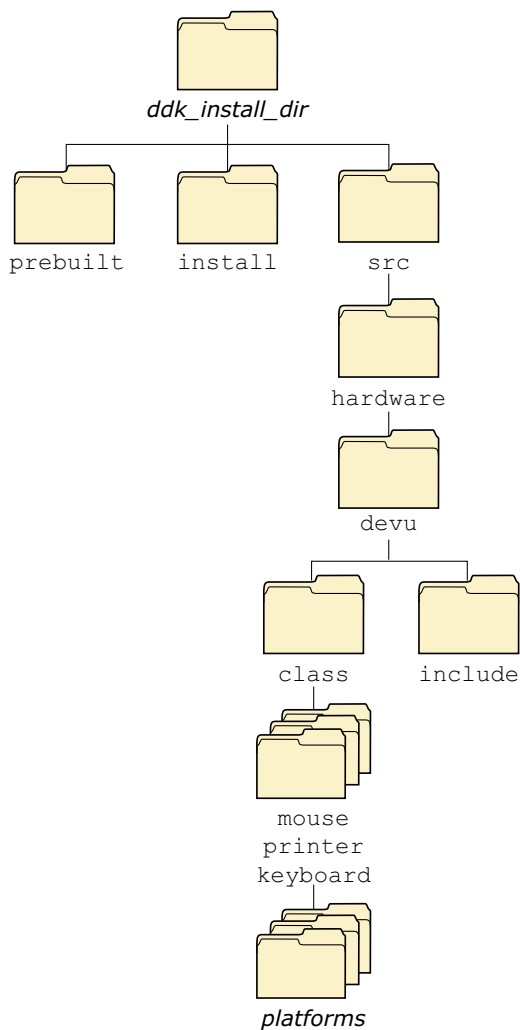 ddk_install_dir
prebuilt install src
hardware
devu
class include
mouse
printer
keyboard
platforms